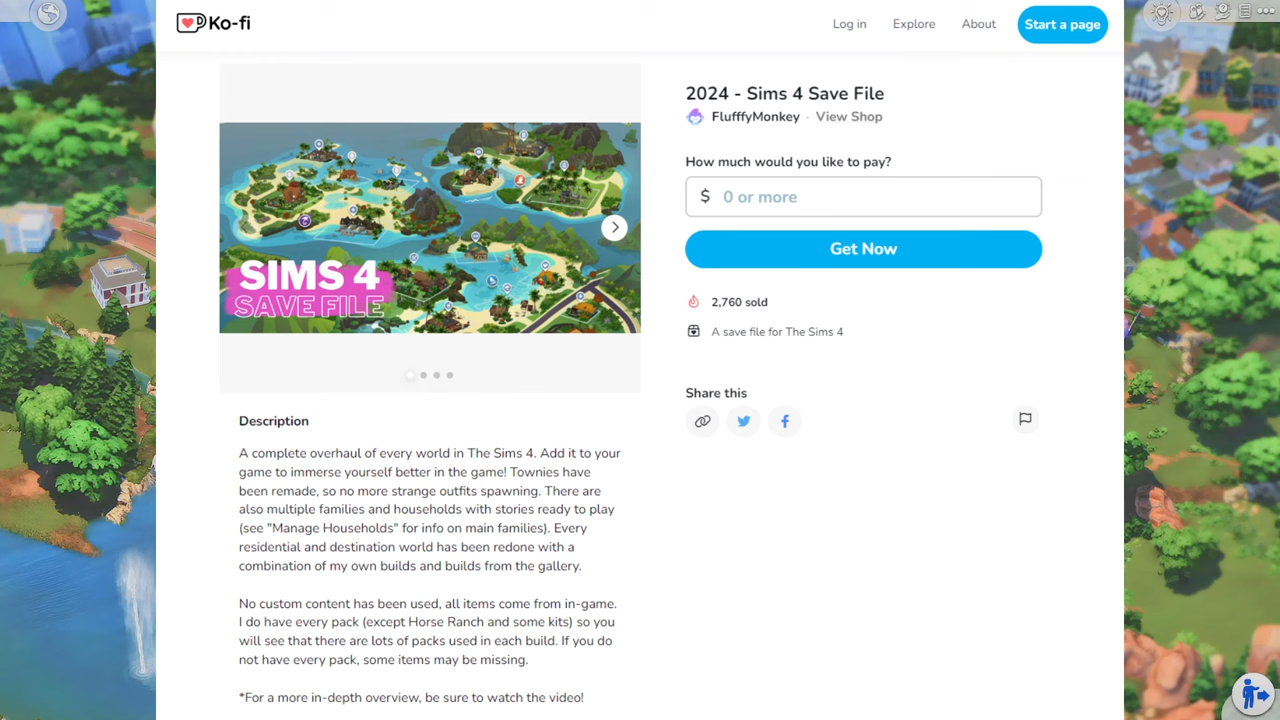 Ko-fi
Log in
Explore
About
Start a page
SIMS 4
SAVE FILE
2024 - Sims 4 Save File
FlufffyMonkey · View Shop
How much would you like to pay?
$ 0 or more
Get Now
2,760 sold
A save file for The Sims 4
Share this
Description
A complete overhaul of every world in The Sims 4. Add it to your
game to immerse yourself better in the game! Townies have
been remade, so no more strange outfits spawning. There are
also multiple families and households with stories ready to play
(see "Manage Households" for info on main families). Every
residential and destination world has been redone with a
combination of my own builds and builds from the gallery.
No custom content has been used, all items come from in-game.
I do have every pack (except Horse Ranch and some kits) so you
will see that there are lots of packs used in each build. If you do
not have every pack, some items may be missing.
*For a more in-depth overview, be sure to watch the video!